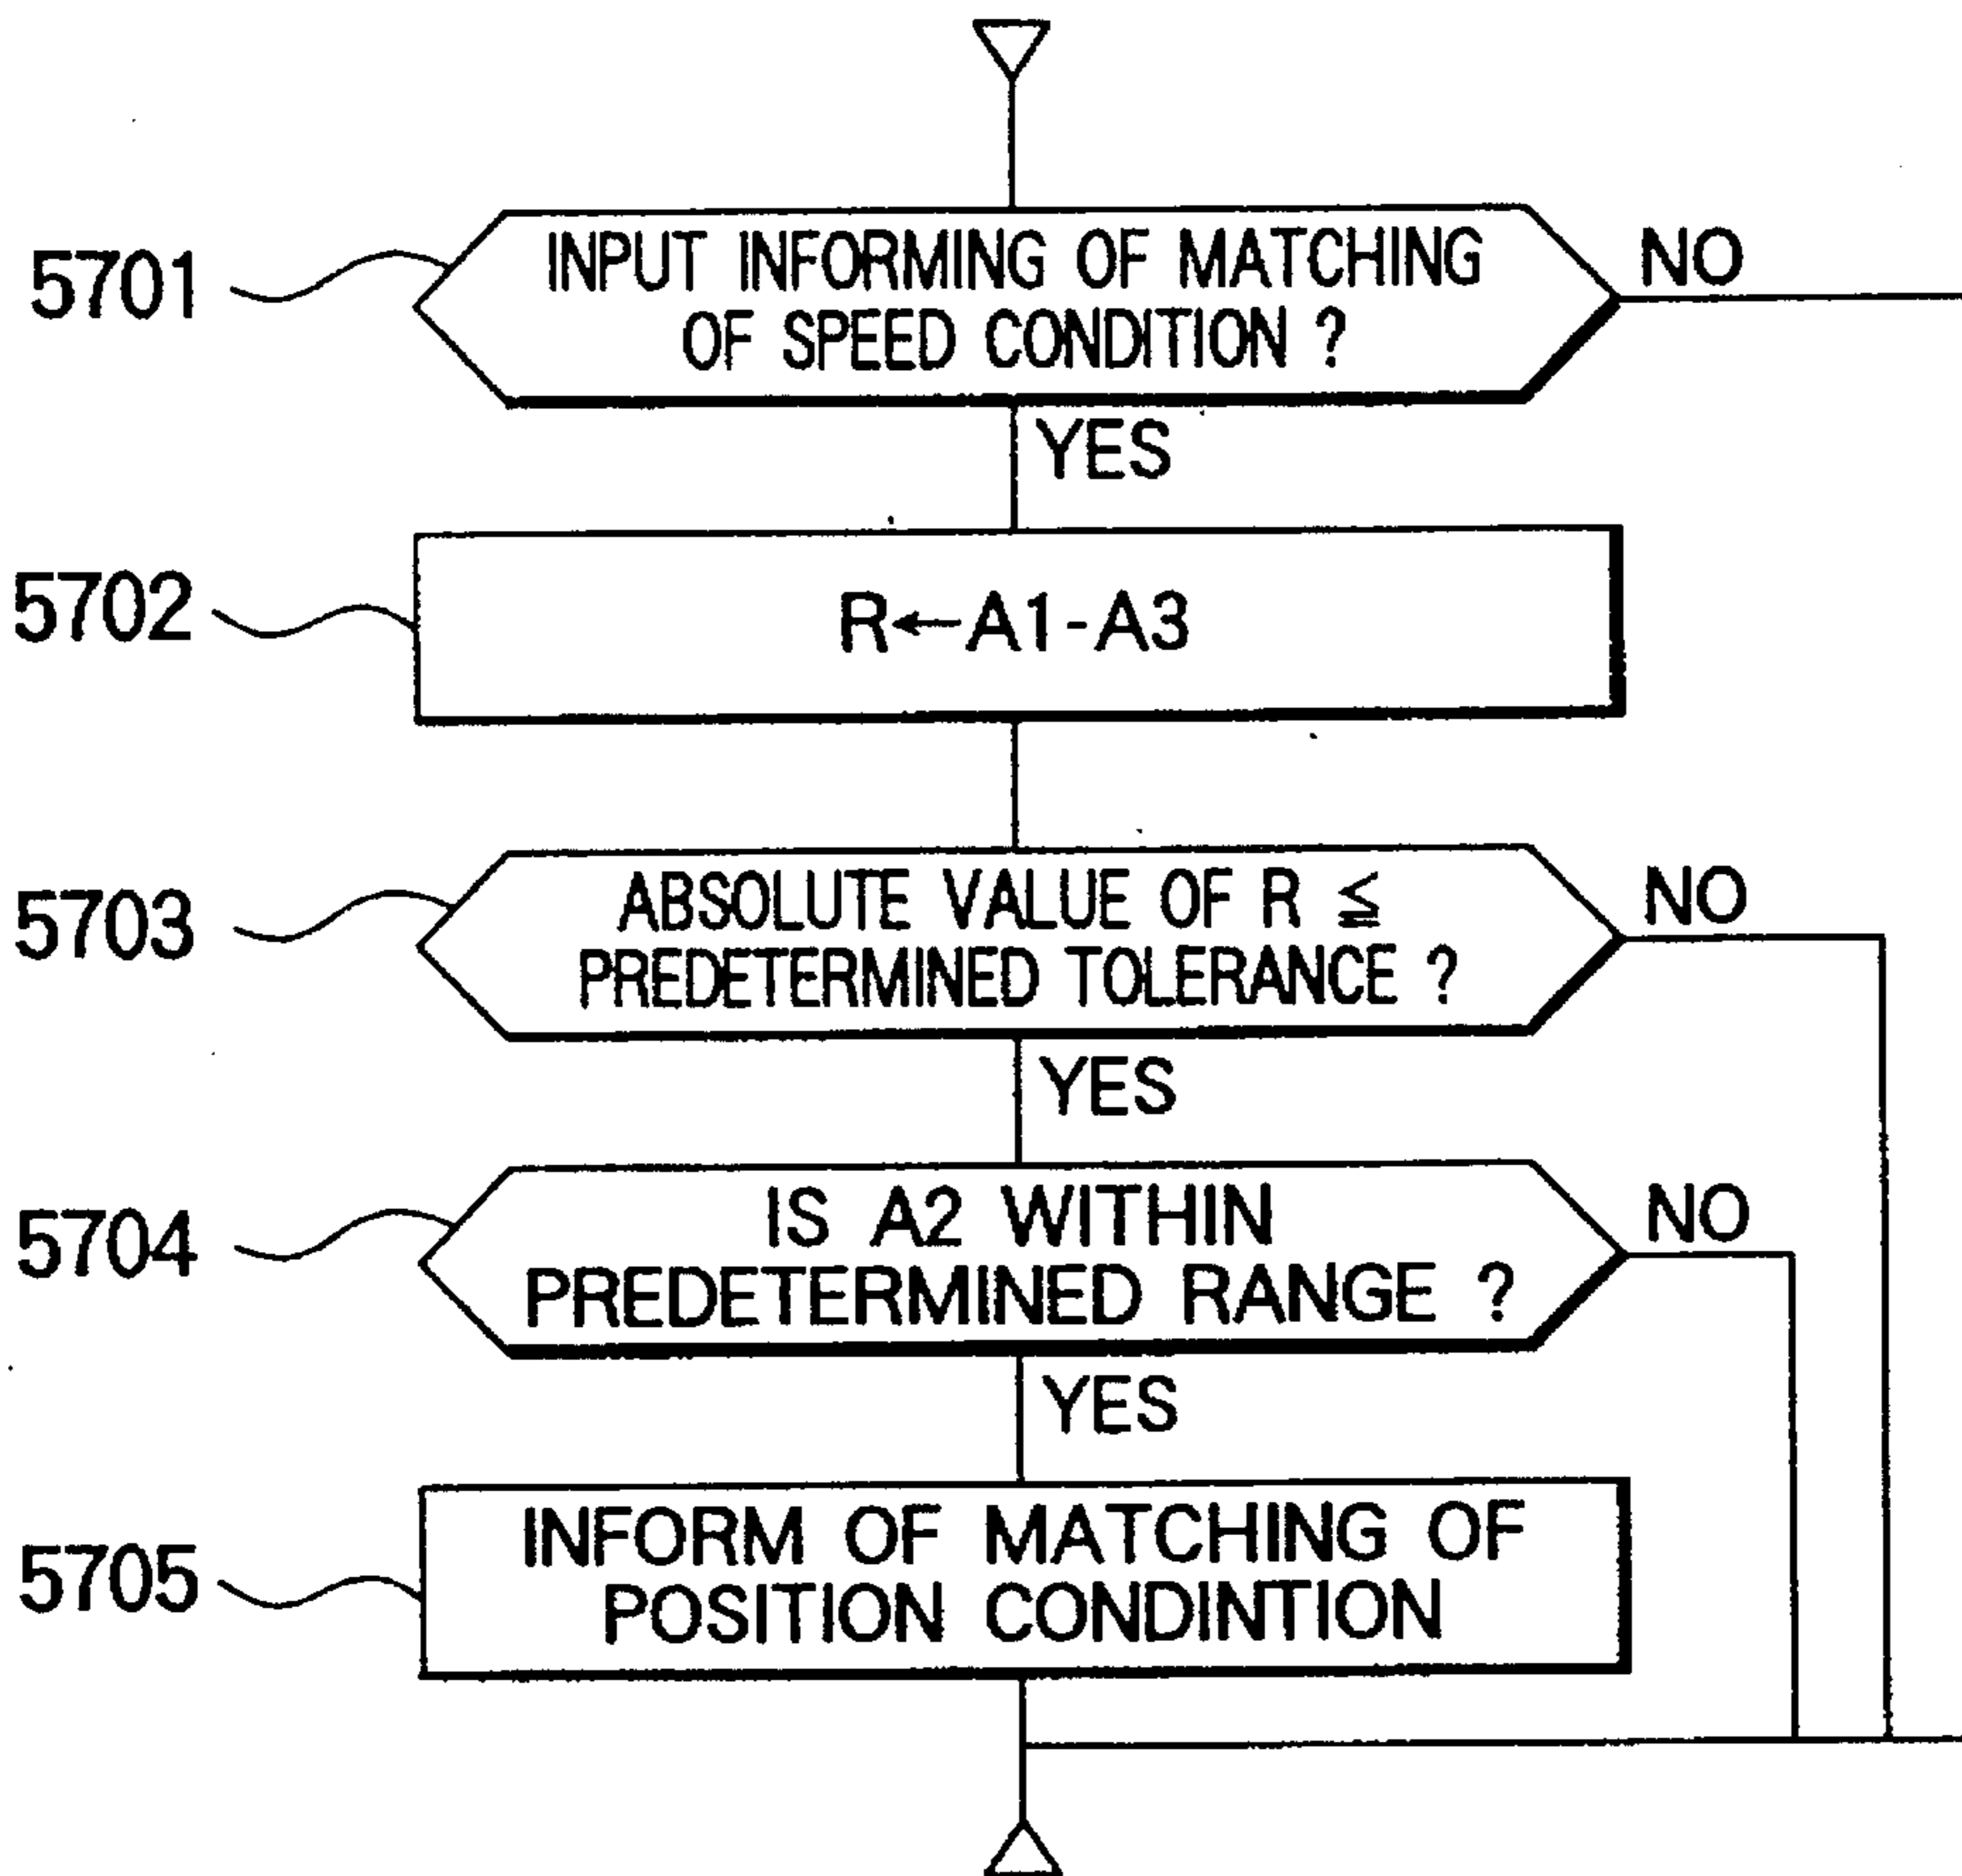 5701
INPUT INFORMING OF MATCHING
OF SPEED CONDITION ?
NO
YES
5702
R←A1-A3
5703
ABSOLUTE VALUE OF R ≦
PREDETERMINED TOLERANCE ?
NO
YES
5704
IS A2 WITHIN
PREDETERMINED RANGE ?
NO
YES
5705
INFORM OF MATCHING OF
POSITION CONDINTION